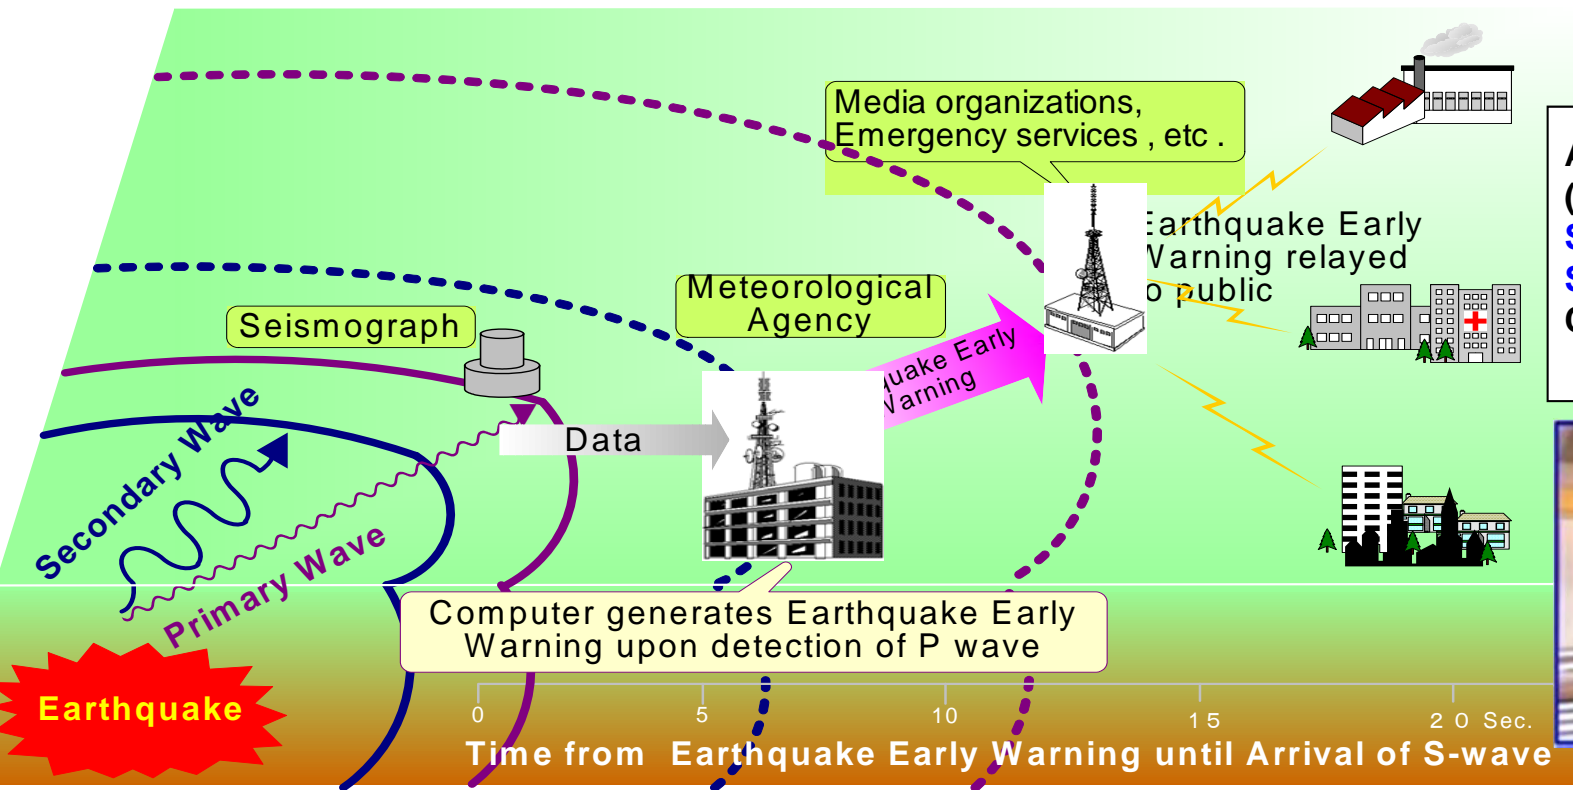 Media organizations,
Emergency services , etc .
Earthquake Early
Warning relayed
public
Meteorological
Agency
Seismograph
Early
Data
Secondary Wave
Primary Wave
Computer generates Earthquake Early
Warning upon detection of P wave
Earthquake
0 5 10 15 20 Sec.
Time from Earthquake Early Warning until Arrival of S-wave